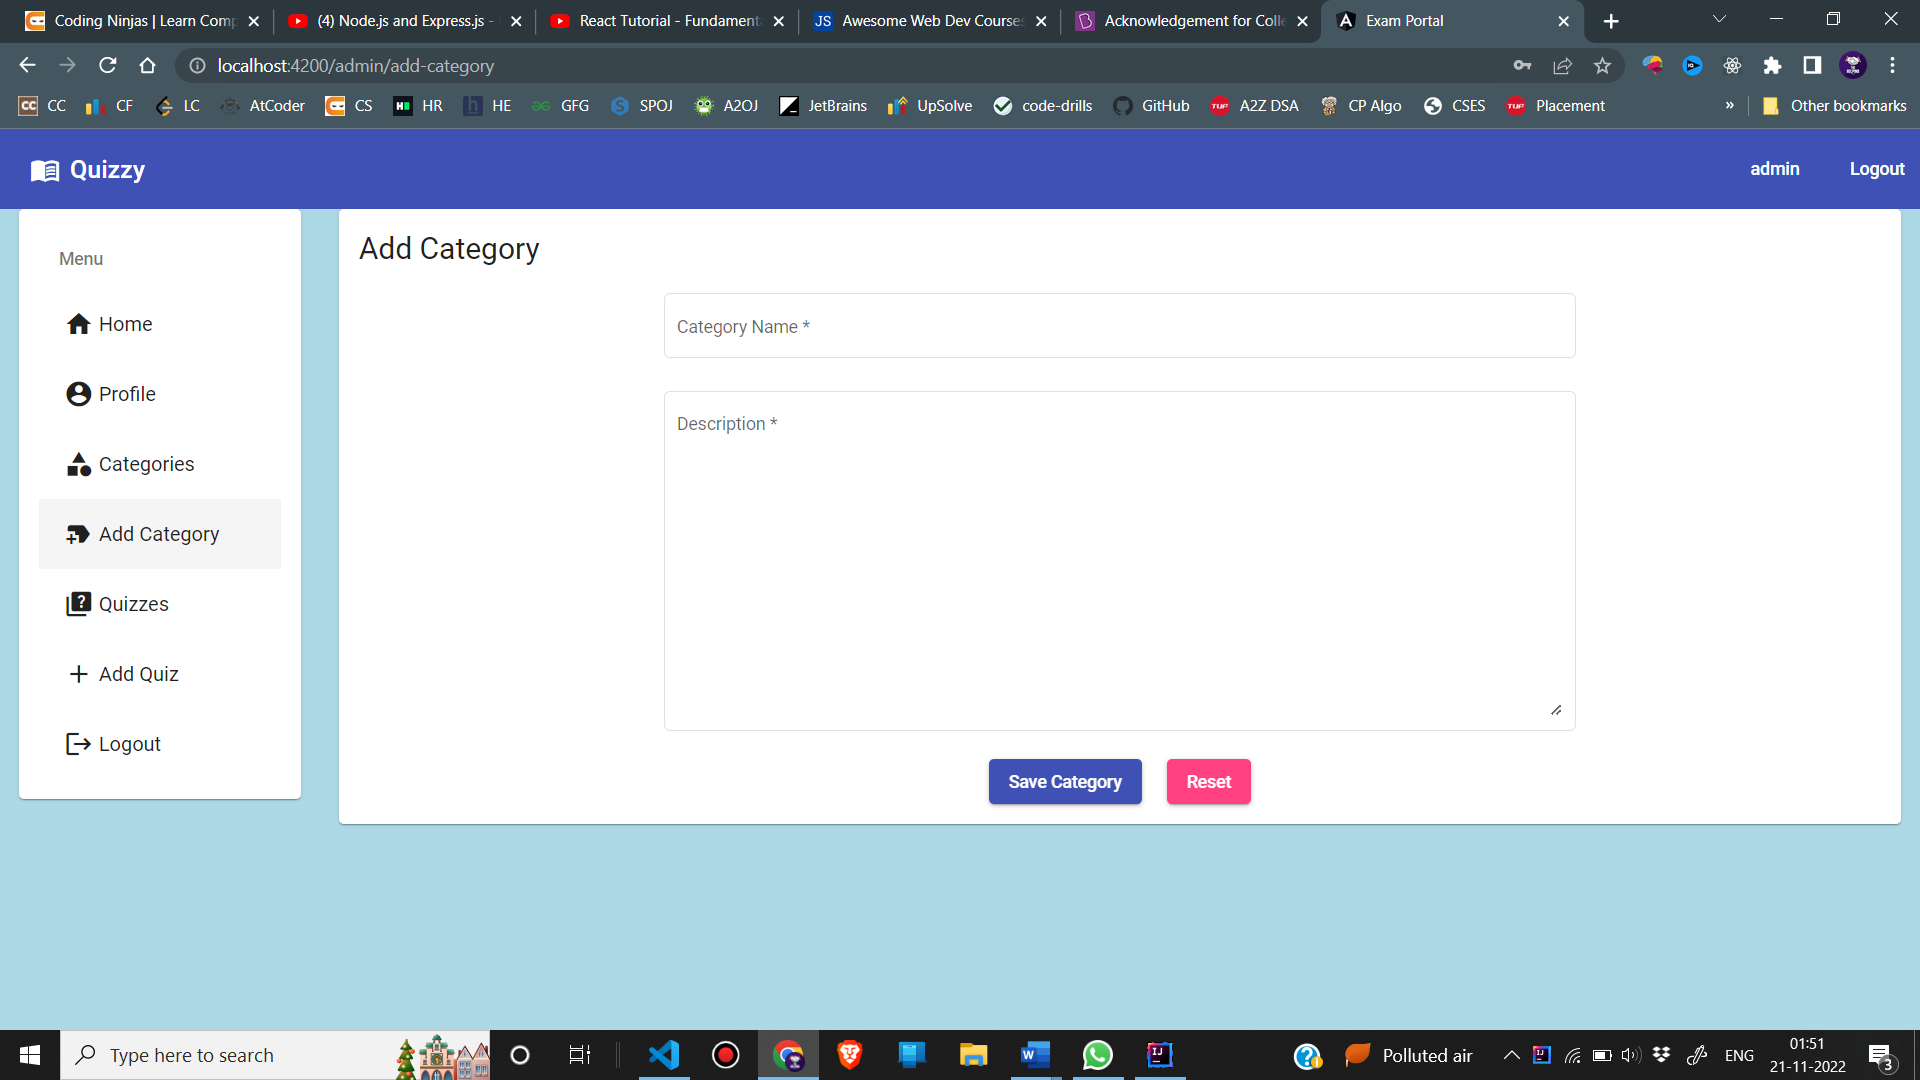 Coding Ninjas | Learn Comp
(4) Node.js and Express.js -
React Tutorial - Fundament
JS Awesome Web Dev Courses
Acknowledgement for Colle
Exam Portal
localhost:4200/admin/add-category
CC CC
CF
LC
AtCoder
CS
HR
HE
GFG
SPOJ
A2OJ
JetBrains
UpSolve
code-drills
GitHub
TUF A2Z DSA
CP Algo
CSES
TUF Placement
»
Other bookmarks
Quizzy
admin
Logout
Menu
Home
Profile
Categories
Add Category
Quizzes
Add Quiz
Logout
Add Category
Category Name *
Description *
Save Category
Reset
Type here to search
Polluted air
ENG
01:51
21-11-2022
3